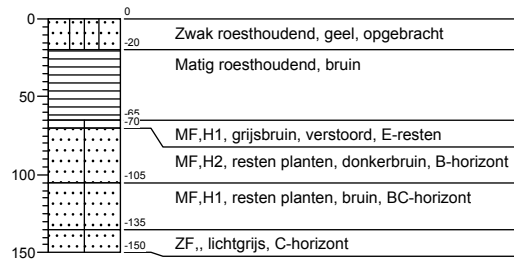 0
0
Zwak roesthoudend, geel, opgebracht
-20
Matig roesthoudend, bruin
50
-65
-70
MF,H1, grijsbruin, verstoord, E-resten
MF,H2, resten planten, donkerbruin, B-horizont
100
-105
MF,H1, resten planten, bruin, BC-horizont
-135
ZF,, lichtgrijs, C-horizont
150
-150